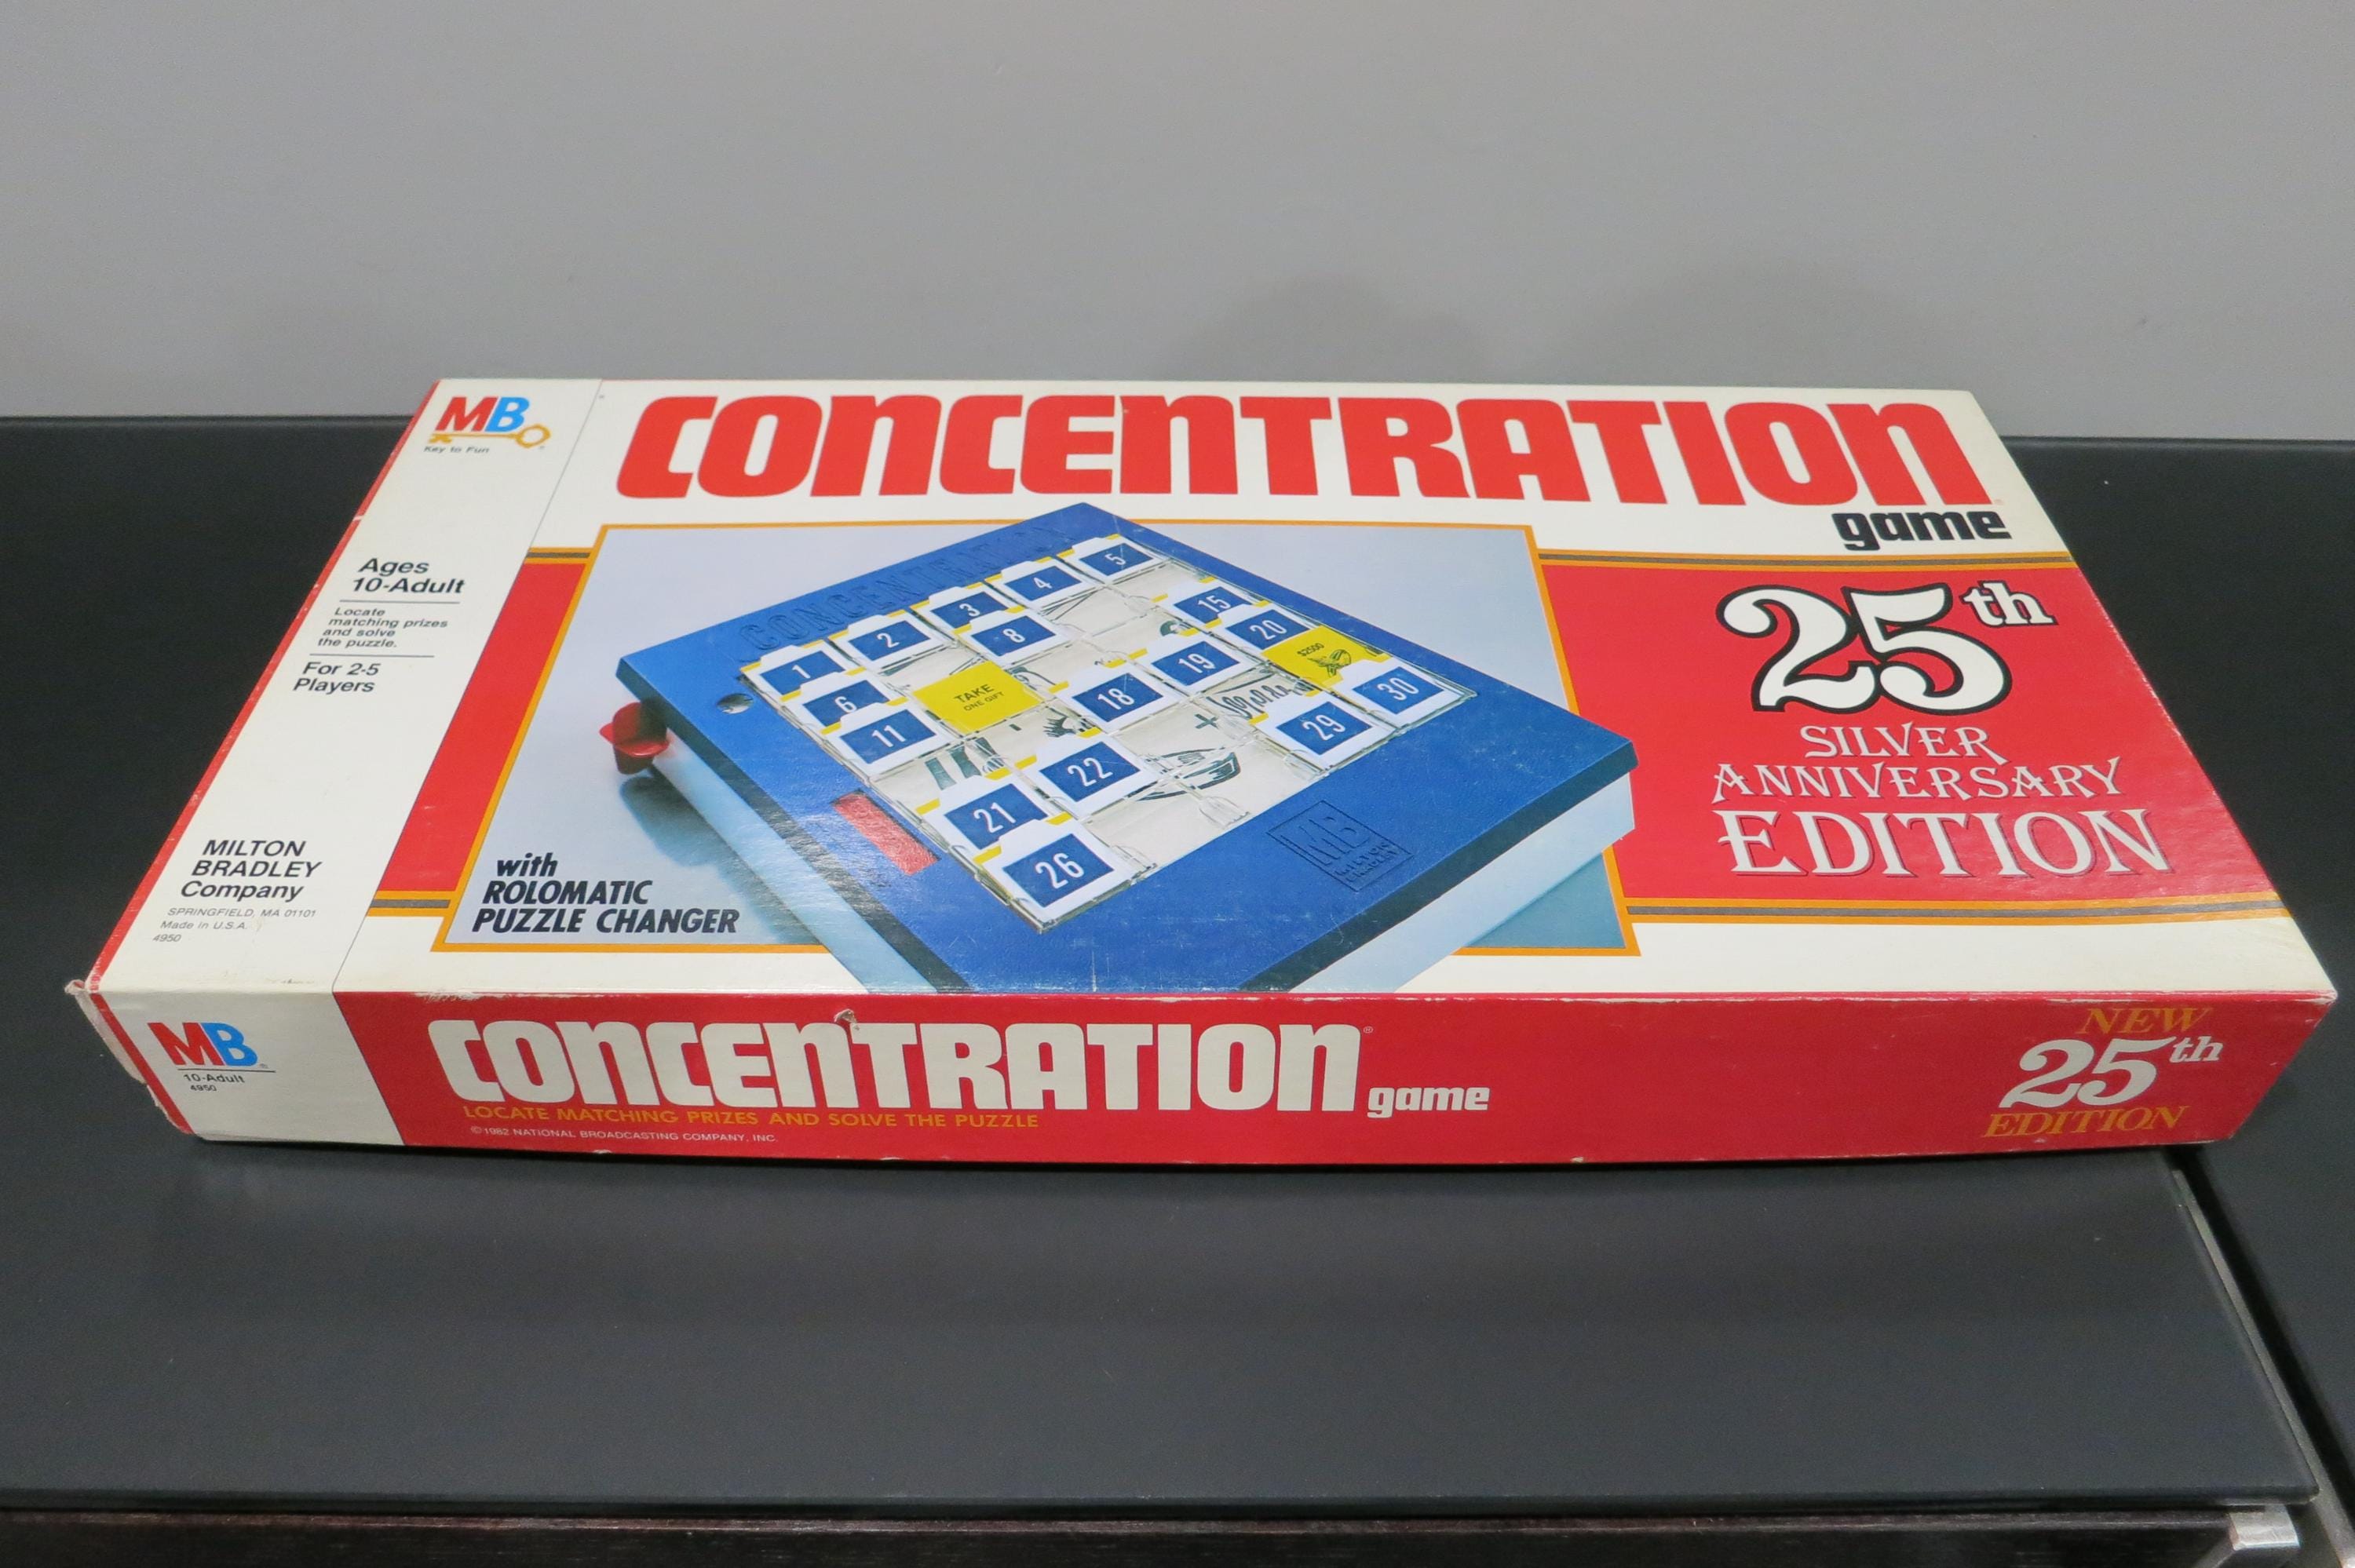 MB
Key to Fun
Ages
10-Adult
Locate
matching prizes
and solve
the puzzle.
For 2-5
Players
MILTON
BRADLEY
Company
SPRINGFIELD, MA 01101
Made in U.S.A.
4950
CONCENTRATION
game
CONCENTRATION
1 2 3 4 5
6 8 15
11 TAKE ONE GIFT 18 19 20 $2500
21 22 29 30
26
MB
with
ROLOMATIC
PUZZLE CHANGER
25th
SILVER
ANNIVERSARY
EDITION
MB
10-Adult
4950
CONCENTRATION® game
LOCATE MATCHING PRIZES AND SOLVE THE PUZZLE
©1982 NATIONAL BROADCASTING COMPANY, INC.
NEW
25th
EDITION